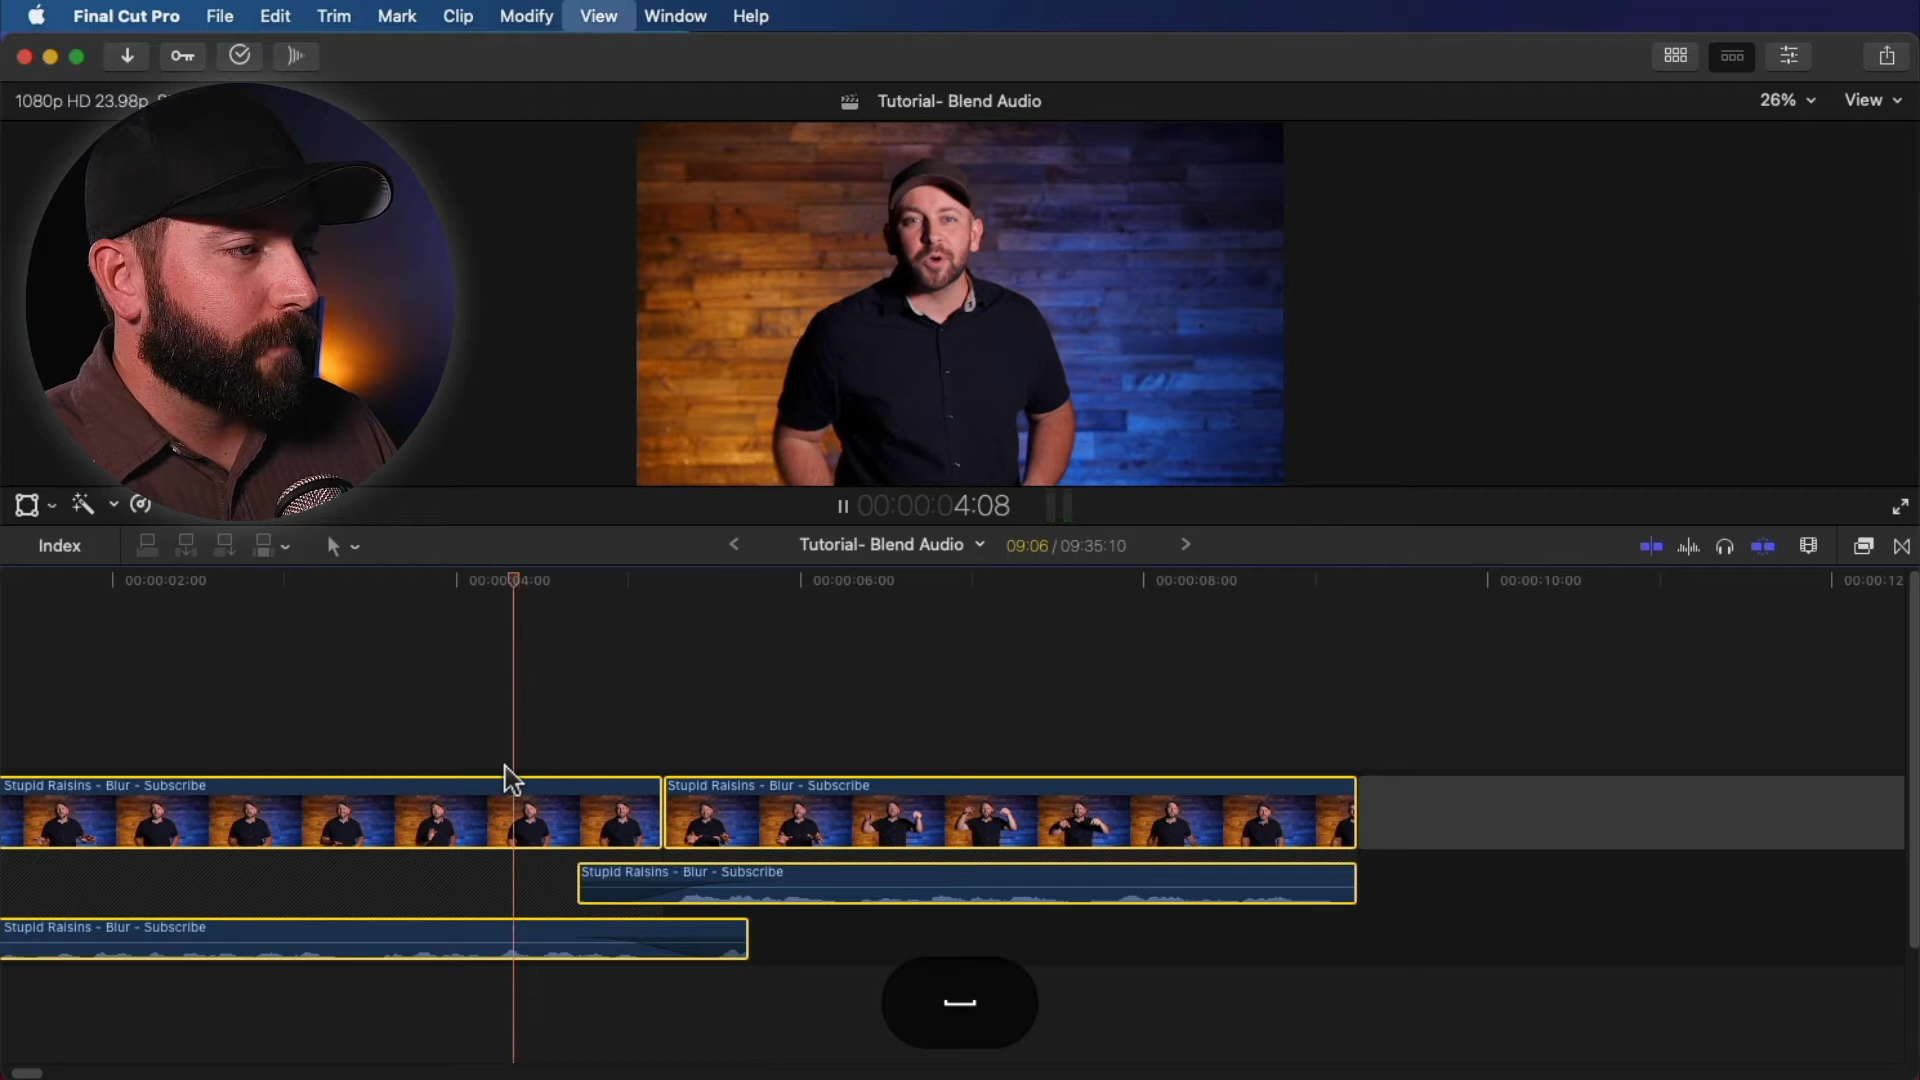 Final Cut Pro File Edit Trim Mark Clip Modify View Window Help
1080p HD 23.98p,
Tutorial- Blend Audio
26%
View
00:00:04:08
Index
Tutorial- Blend Audio
09:06 / 09:35:10
00:00:02:00
00:00:04:00
00:00:06:00
00:00:08:00
00:00:10:00
00:00:12
Stupid Raisins - Blur - Subscribe
Stupid Raisins - Blur - Subscribe
Stupid Raisins - Blur - Subscribe
Stupid Raisins - Blur - Subscribe